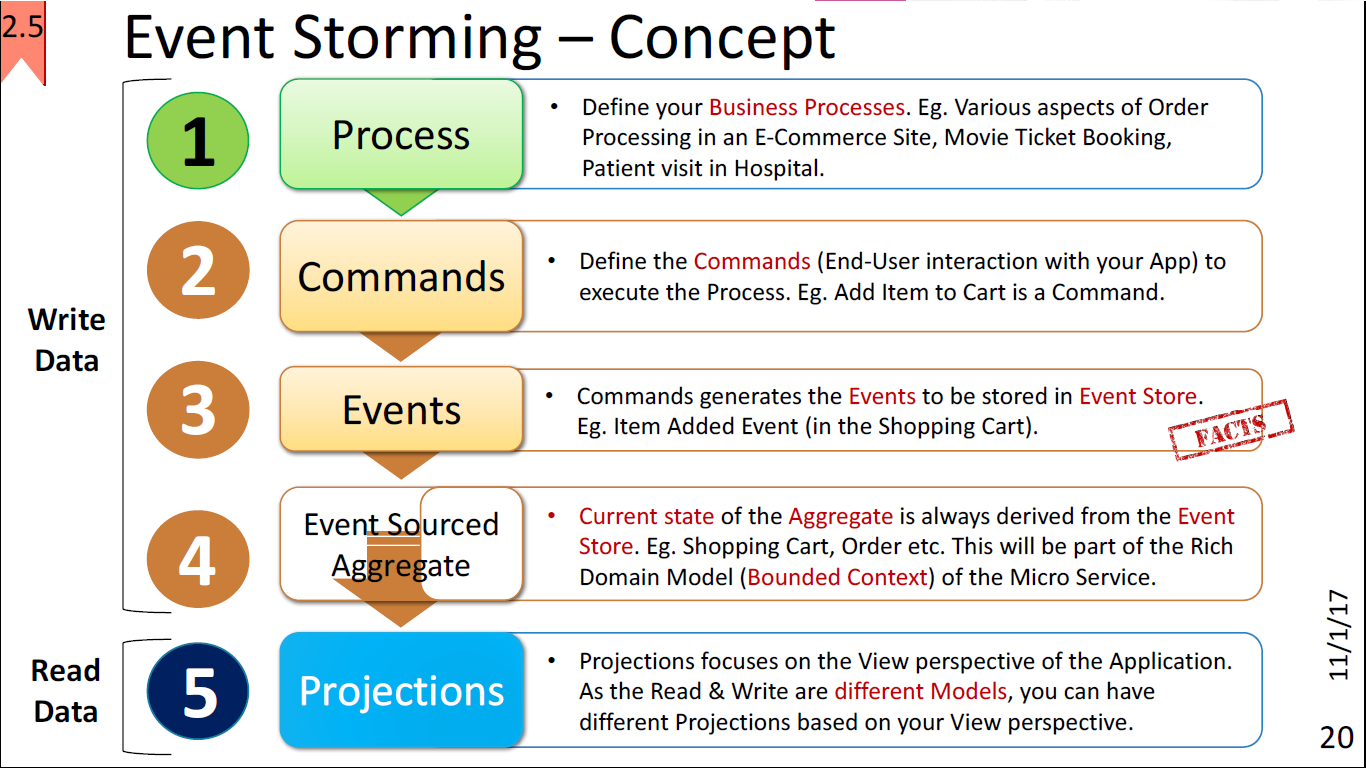 2.5
Event Storming – Concept
Write
Data
1
Process
• Define your Business Processes. Eg. Various aspects of Order
Processing in an E-Commerce Site, Movie Ticket Booking,
Patient visit in Hospital.
2
Commands
• Define the Commands (End-User interaction with your App) to
execute the Process. Eg. Add Item to Cart is a Command.
3
Events
• Commands generates the Events to be stored in Event Store.
Eg. Item Added Event (in the Shopping Cart).
FACTS
4
Event Sourced
Aggregate
• Current state of the Aggregate is always derived from the Event
Store. Eg. Shopping Cart, Order etc. This will be part of the Rich
Domain Model (Bounded Context) of the Micro Service.
Read
Data
5
Projections
• Projections focuses on the View perspective of the Application.
As the Read & Write are different Models, you can have
different Projections based on your View perspective.
11/1/17
20